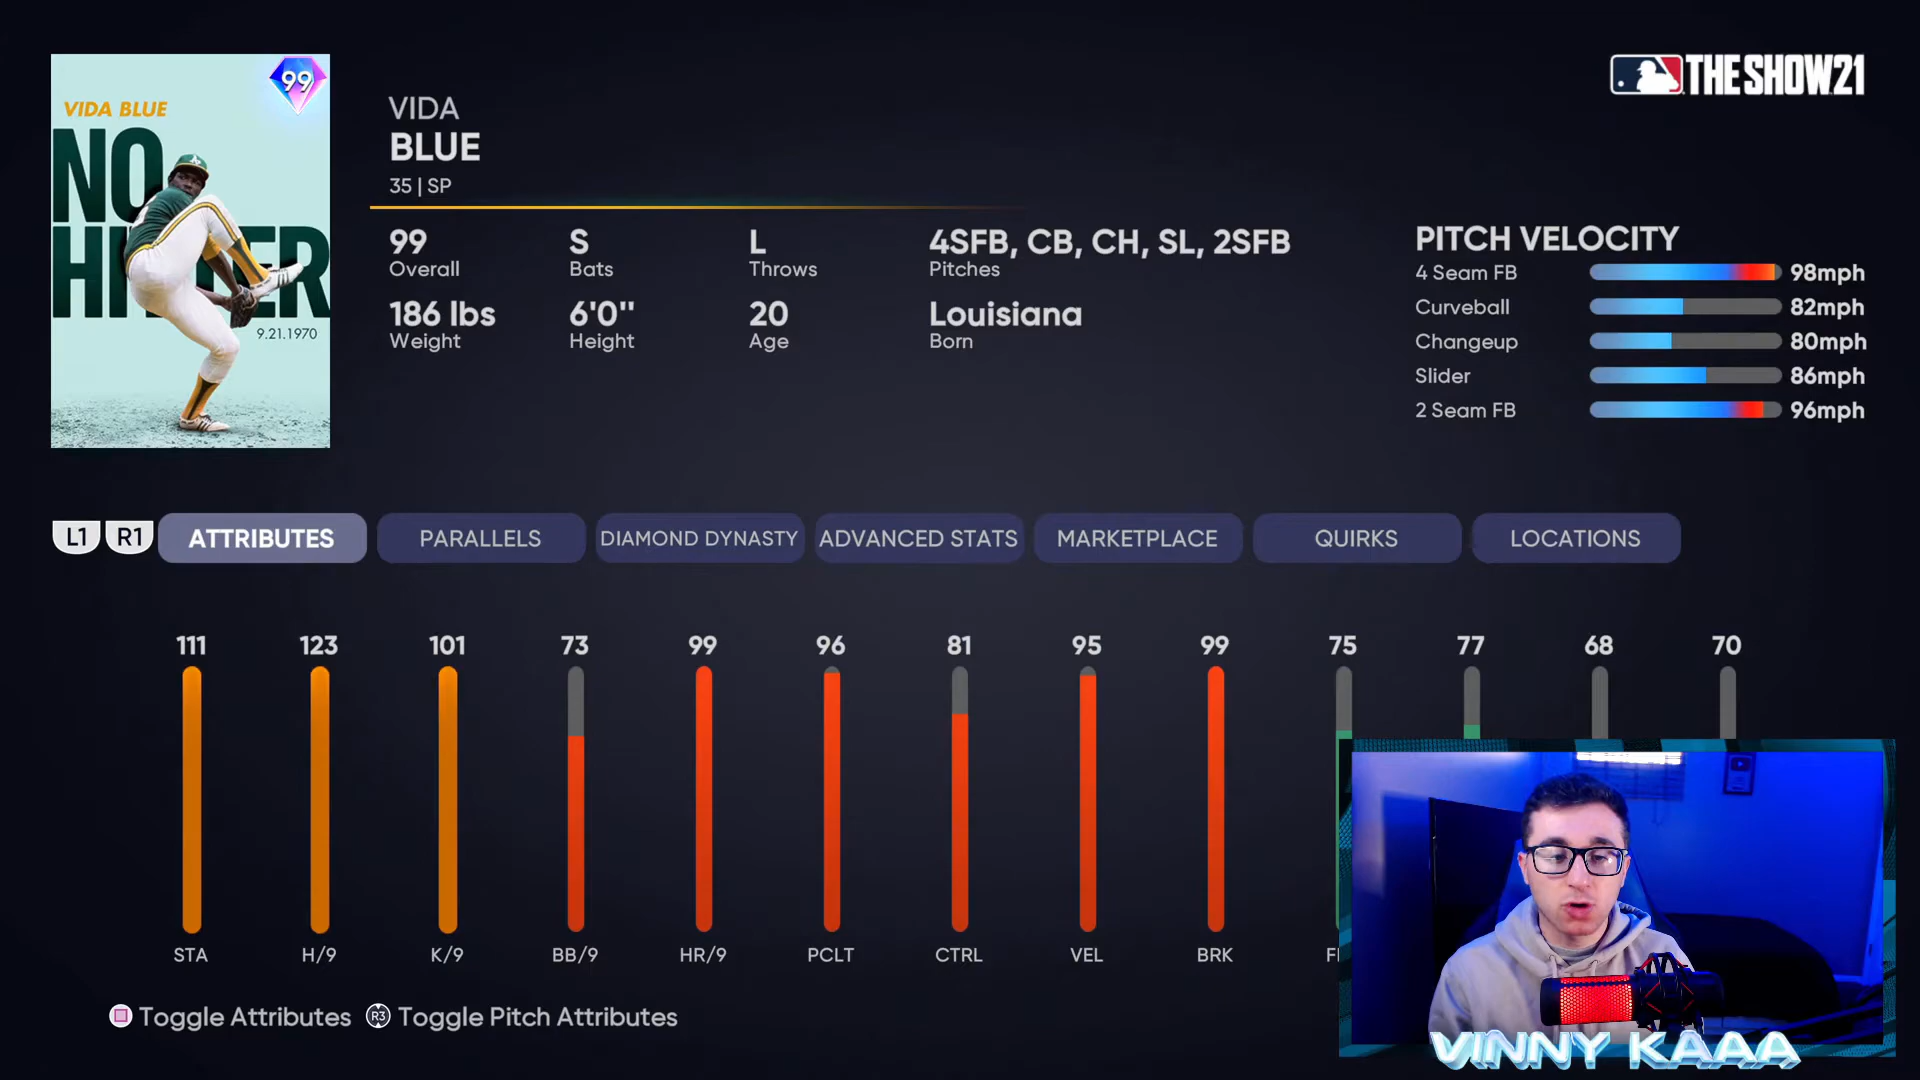 VIDA BLUE
99
NO
HITTER
9.21.1970
VIDA
BLUE
35 | SP
99
Overall
S
Bats
L
Throws
4SFB, CB, CH, SL, 2SFB
Pitches
186 lbs
Weight
6'0"
Height
20
Age
Louisiana
Born
THE SHOW21
PITCH VELOCITY
4 Seam FB 98mph
Curveball 82mph
Changeup 80mph
Slider 86mph
2 Seam FB 96mph
L1 R1 ATTRIBUTES PARALLELS DIAMOND DYNASTY ADVANCED STATS MARKETPLACE QUIRKS LOCATIONS
111 123 101 73 99 96 81 95 99 75 77 68 70
STA H/9 K/9 BB/9 HR/9 PCLT CTRL VEL BRK
Toggle Attributes R3 Toggle Pitch Attributes
VINNY KAAA